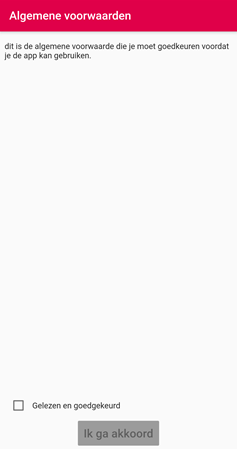 Algemene voorwaarden
dit is de algemene voorwaarde die je moet goedkeuren voordat
je de app kan gebruiken.
Gelezen en goedgekeurd
Ik ga akkoord